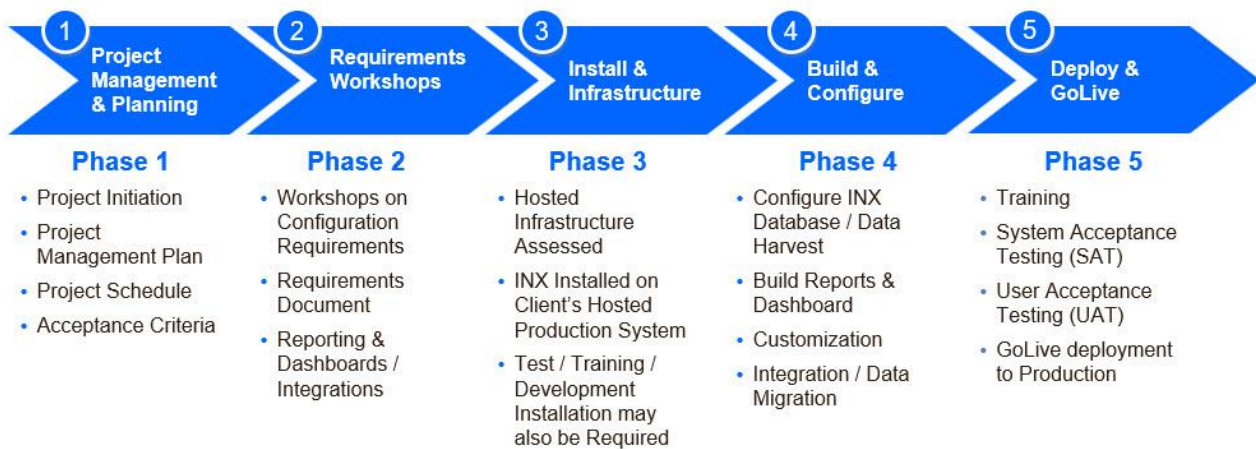 1
Project
Management
& Planning
2
Requirements
Workshops
3
Install &
Infrastructure
4
Build &
Configure
5
Deploy &
GoLive
Phase 1
• Project Initiation
• Project
Management Plan
• Project Schedule
• Acceptance Criteria
Phase 2
• Workshops on
Configuration
Requirements
• Requirements
Document
• Reporting &
Dashboards /
Integrations
Phase 3
• Hosted
Infrastructure
Assessed
• INX Installed on
Client's Hosted
Production System
• Test / Training /
Development
Installation may
also be Required
Phase 4
• Configure INX
Database / Data
Harvest
• Build Reports &
Dashboard
• Customization
• Integration / Data
Migration
Phase 5
• Training
• System Acceptance
Testing (SAT)
• User Acceptance
Testing (UAT)
• GoLive deployment
to Production